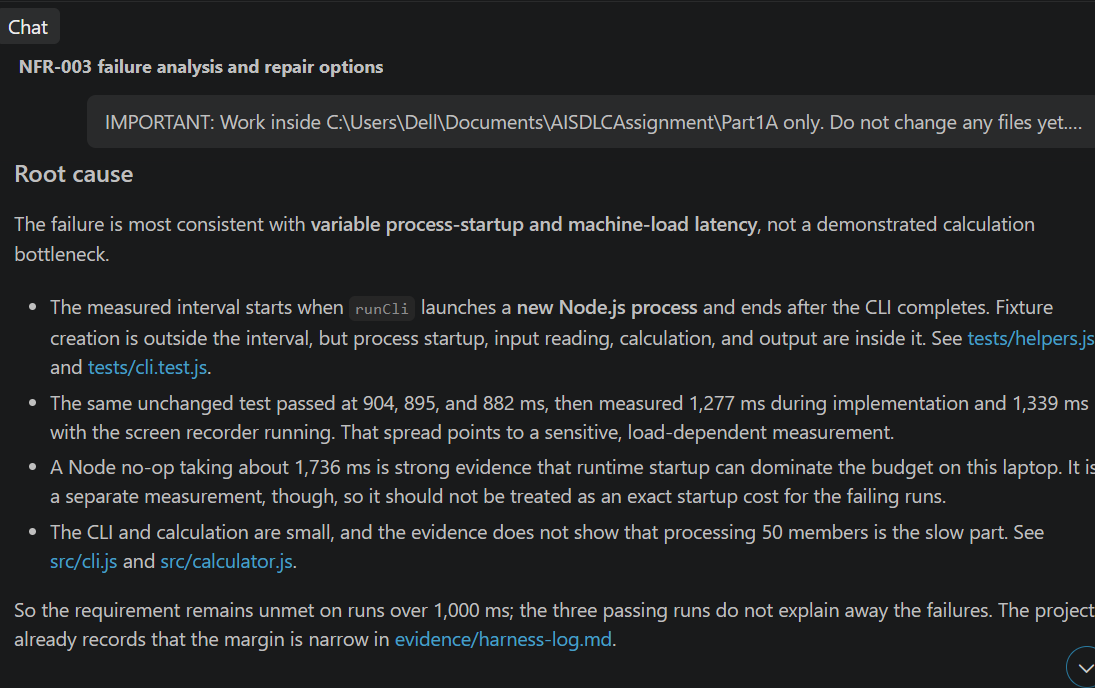 Chat
NFR-003 failure analysis and repair options
IMPORTANT: Work inside C:\Users\Dell\Documents\AISDLCAssignment\Part1A only. Do not change any files yet....
Root cause
The failure is most consistent with variable process-startup and machine-load latency, not a demonstrated calculation
bottleneck.
• The measured interval starts when runCli launches a new Node.js process and ends after the CLI completes. Fixture
creation is outside the interval, but process startup, input reading, calculation, and output are inside it. See tests/helpers.js
and tests/cli.test.js.
• The same unchanged test passed at 904, 895, and 882 ms, then measured 1,277 ms during implementation and 1,339 ms
with the screen recorder running. That spread points to a sensitive, load-dependent measurement.
• A Node no-op taking about 1,736 ms is strong evidence that runtime startup can dominate the budget on this laptop. It is
a separate measurement, though, so it should not be treated as an exact startup cost for the failing runs.
• The CLI and calculation are small, and the evidence does not show that processing 50 members is the slow part. See
src/cli.js and src/calculator.js.
So the requirement remains unmet on runs over 1,000 ms; the three passing runs do not explain away the failures. The project
already records that the margin is narrow in evidence/harness-log.md.